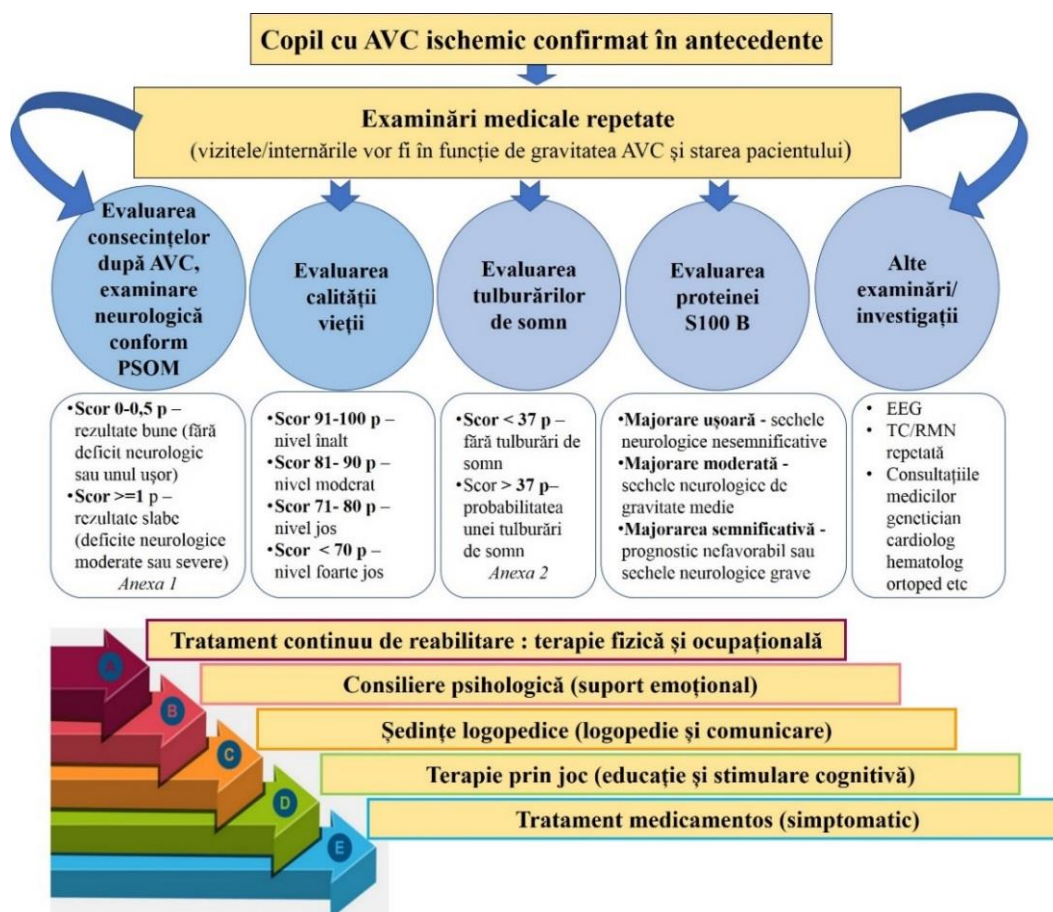 Copil cu AVC ischemic confirmat în antecedente
Examinări medicale repetate
(vizitele/internările vor fi în funcție de gravitatea AVC și starea pacientului)
Evaluarea
consecințelor
după AVC,
examinare
neurologică
conform
PSOM
Evaluarea
calității
vieții
Evaluarea
tulburărilor
de somn
Evaluarea
proteinei
S100 B
Alte
examinări/
investigații
•Scor 0-0,5 p –
rezultate bune (fără
deficit neurologic
sau unul ușor)
•Scor >=1 p –
rezultate slabe
(deficite neurologice
moderate sau severe)
Anexa 1
•Scor 91-100 p –
nivel înalt
•Scor 81- 90 p –
nivel moderat
•Scor 71- 80 p –
nivel jos
•Scor < 70 p –
nivel foarte jos
•Scor < 37 p –
fără tulburări de
somn
•Scor > 37 p–
probabilitatea
unei tulburări
de somn
Anexa 2
•Majorare ușoară - sechele
neurologice nesemnificative
•Majorare moderată -
sechele neurologice de
gravitate medie
•Majorarea semnificativă -
prognostic nefavorabil sau
sechele neurologice grave
• EEG
• TC/RMN
repetată
• Consultațiile
medicilor
genetician
cardiolog
hematolog
ortoped etc
A
Tratament continuu de reabilitare : terapie fizică și ocupațională
B
Consiliere psihologică (suport emoțional)
C
Ședințe logopedice (logopedie și comunicare)
D
Terapie prin joc (educație și stimulare cognitivă)
E
Tratament medicamentos (simptomatic)